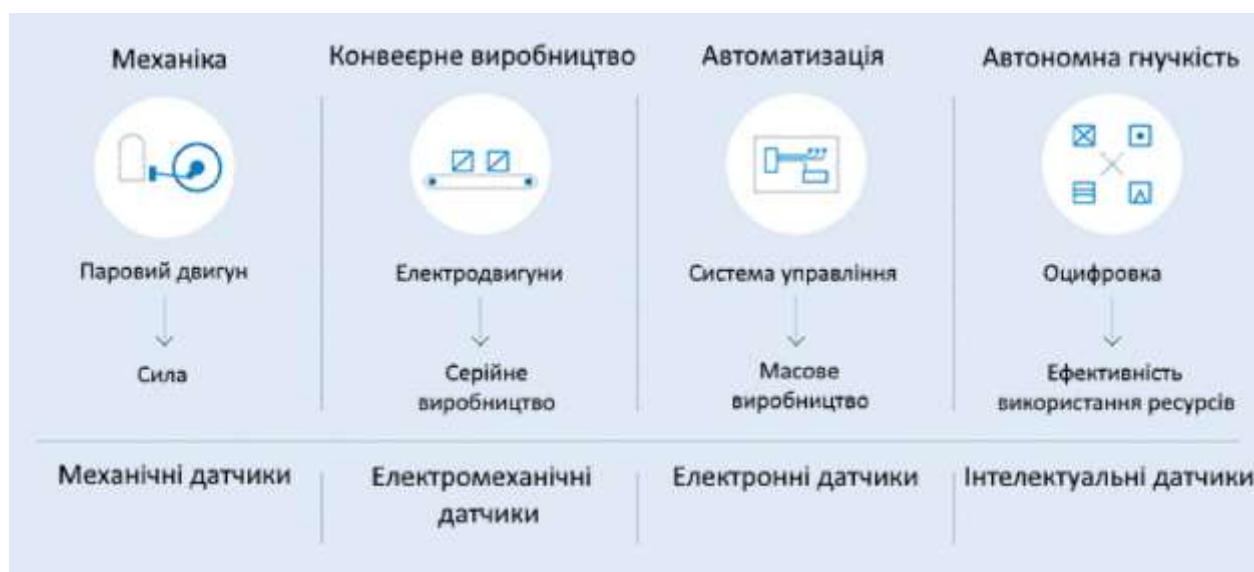 Механіка
Паровий двигун
Сила
Конвеєрне виробництво
Електродвигуни
Серійне
виробництво
Автоматизація
Система управління
Масове
виробництво
Автономна гнучкість
Оцифровка
Ефективність
використання ресурсів
Механічні датчики
Електромеханічні
датчики
Електронні датчики
Інтелектуальні датчики